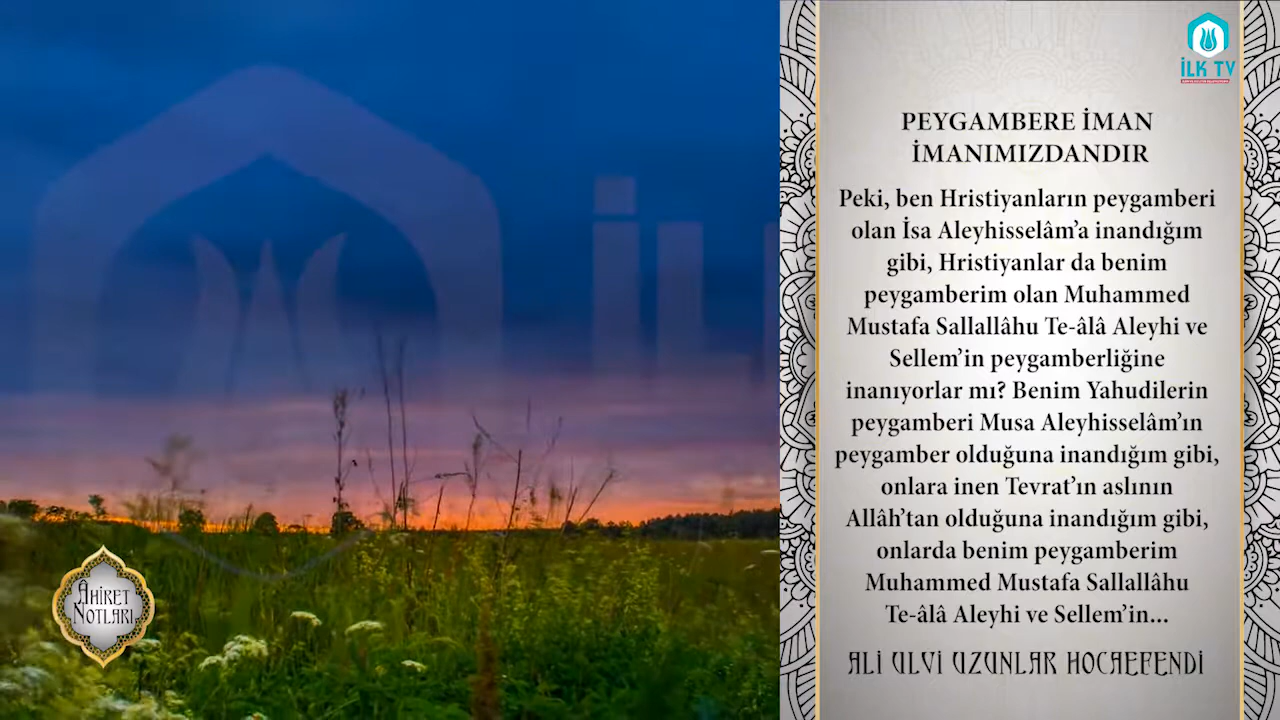 İLK TV
PEYGAMBERE İMAN
İMANIMIZDANDIR
Peki, ben Hristiyanların peygamberi
olan İsa Aleyhisselâm’a inandığım
gibi, Hristiyanlar da benim
peygamberim olan Muhammed
Mustafa Sallallâhu Te-âlâ Aleyhi ve
Sellem’in peygamberliğine
inanıyorlar mı? Benim Yahudilerin
peygamberi Musa Aleyhisselâm’ın
peygamber olduğuna inandığım gibi,
onlara inen Tevrat’ın aslının
Allâh’tan olduğuna inandığım gibi,
onlarda benim peygamberim
Muhammed Mustafa Sallallâhu
Te-âlâ Aleyhi ve Sellem’in...
ALİ ULVİ UZUNLAR HOCAEFENDİ
ÂHİRET
NOTLARI
İL